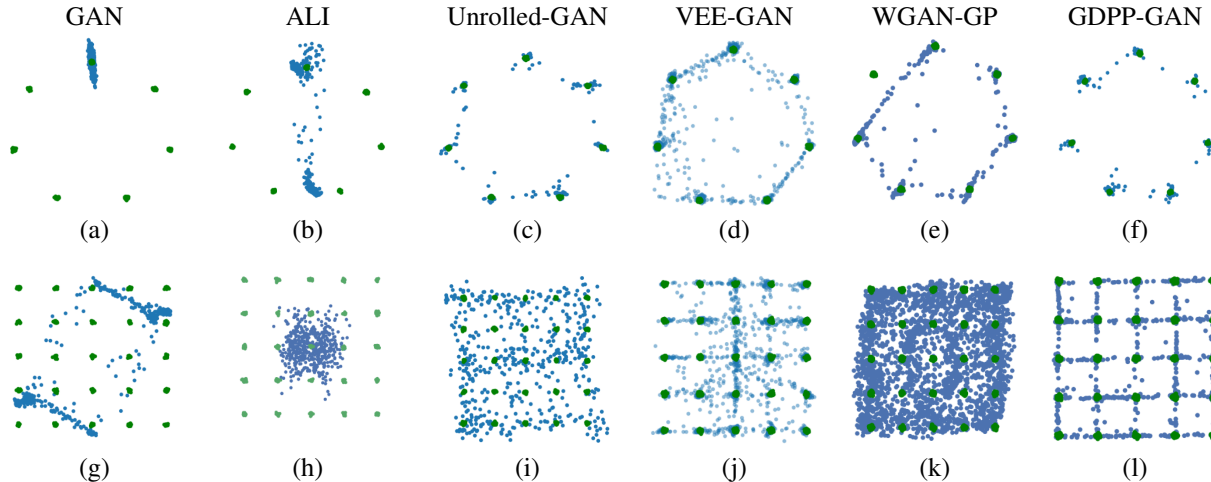 GAN ALI Unrolled-GAN VEE-GAN WGAN-GP GDPP-GAN
(a) (b) (c) (d) (e) (f)
(g) (h) (i) (j) (k) (l)